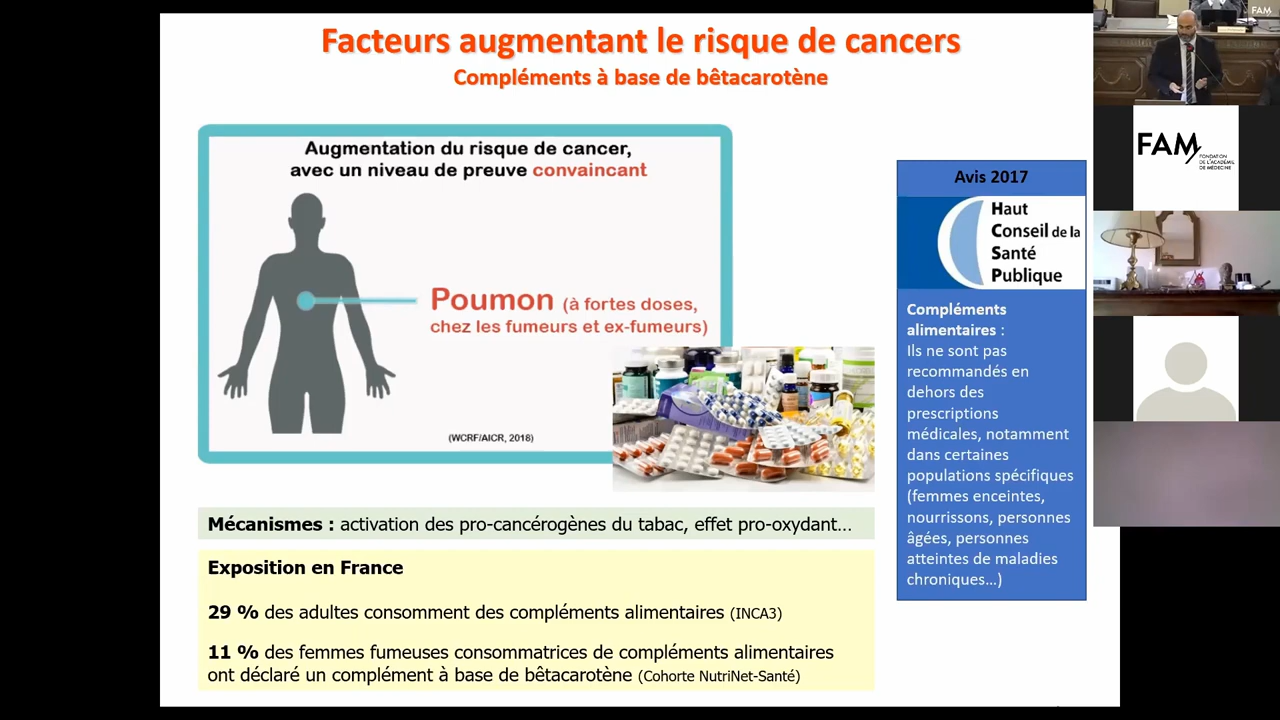 Facteurs augmentant le risque de cancers
Compléments à base de bêtacarotène
Augmentation du risque de cancer,
avec un niveau de preuve convaincant
Poumon (à fortes doses,
chez les fumeurs et ex-fumeurs)
(WCRF/AICR, 2018)
Mécanismes : activation des pro-cancérogènes du tabac, effet pro-oxydant...
Exposition en France
29 % des adultes consomment des compléments alimentaires (INCA3)
11 % des femmes fumeuses consommatrices de compléments alimentaires
ont déclaré un complément à base de bêtacarotène (Cohorte NutriNet-Santé)
Avis 2017
Haut
Conseil de la
Santé
Publique
Compléments
alimentaires :
Ils ne sont pas
recommandés en
dehors des
prescriptions
médicales, notamment
dans certaines
populations spécifiques
(femmes enceintes,
nourrissons, personnes
âgées, personnes
atteintes de maladies
chroniques...)
FAM
FAM
FONDATION
DE L'ACADÉMIE
DE MÉDECINE